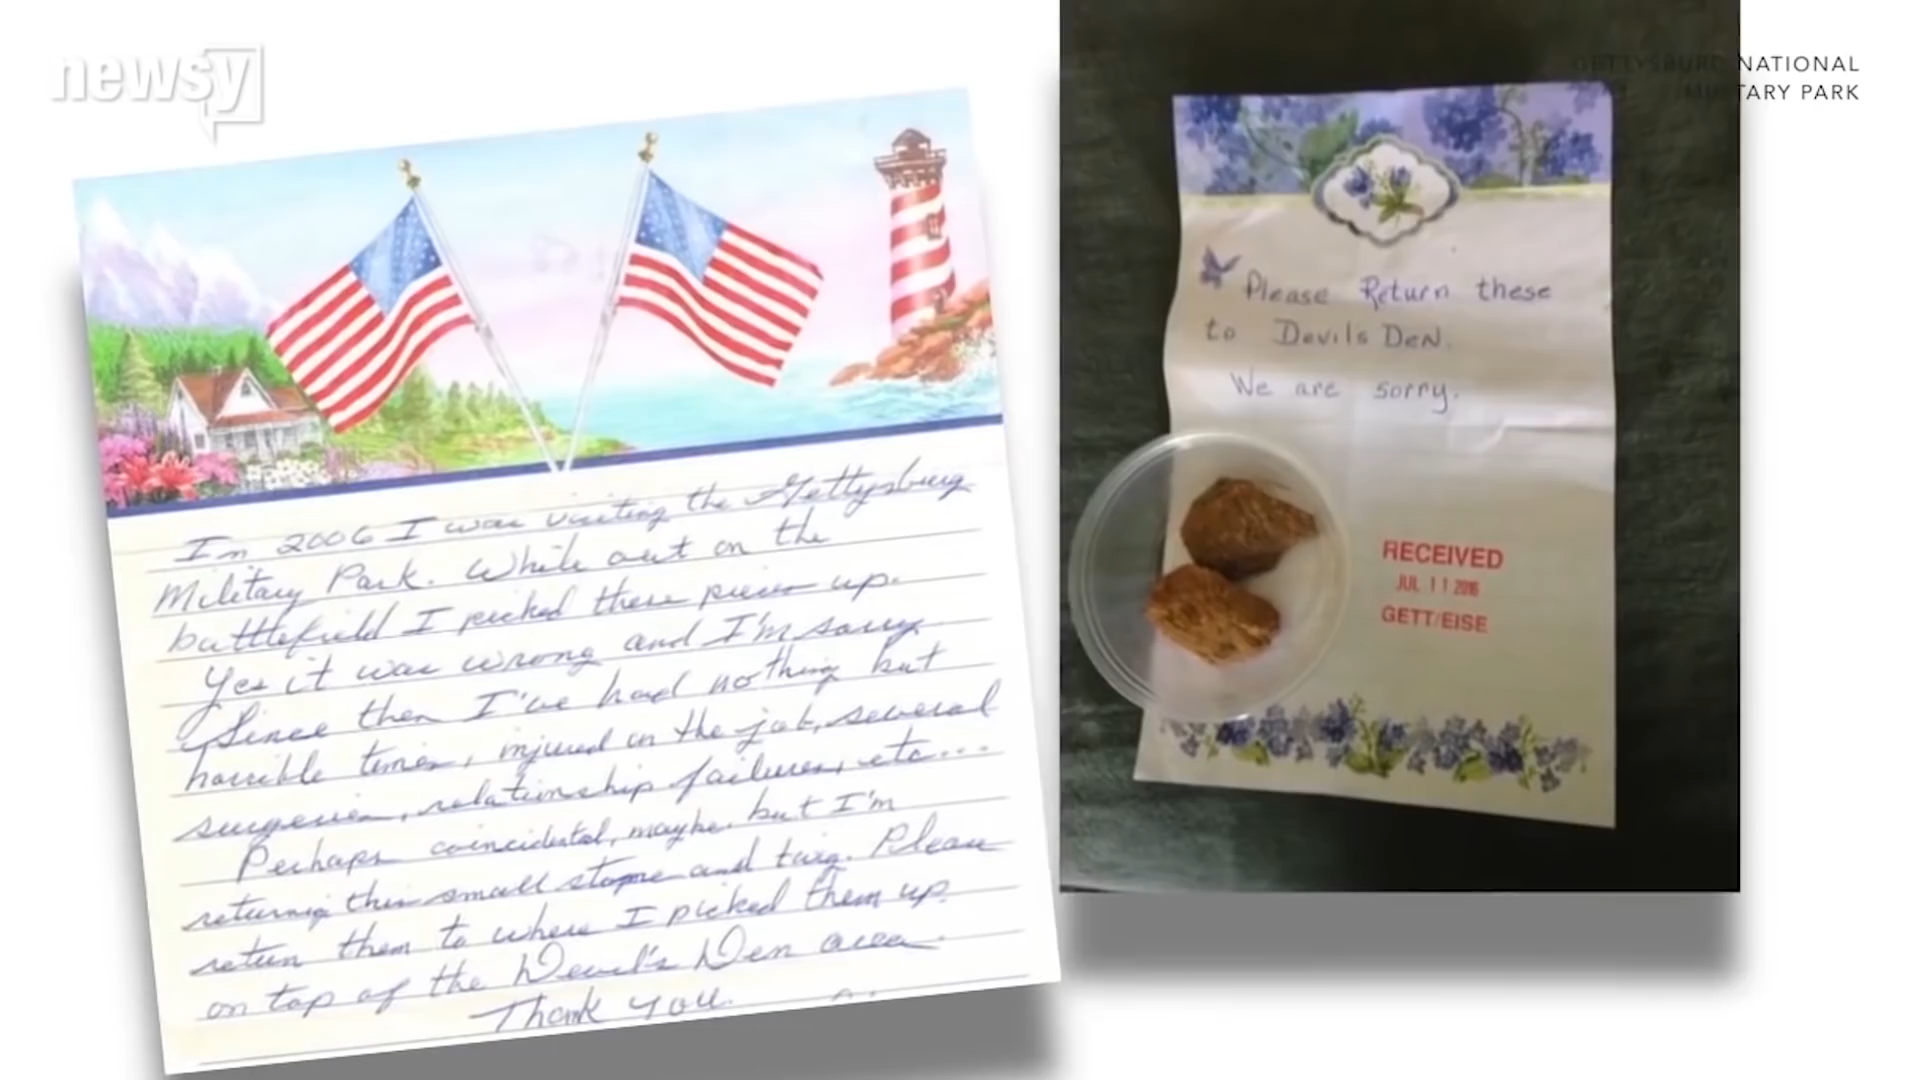 newsy
GETTYSBURG NATIONAL
MILITARY PARK
In 2006 I was visiting the Gettysburg
Military Park. While out on the
battlefield I picked these pieces up.
Yes it was wrong and I'm sorry
Since then I've had nothing but
horrible times, injured on the job, several
surgeries, relationship failures, etc...
Perhaps coincidental, maybe, but I'm
returnig this small stone and twig. Please
return them to where I picked them up.
on top of the Devil's Den area.
Thank You.
Please Return these
to Devils Den.
We are sorry.
RECEIVED
JUL 11 2016
GETT/EISE